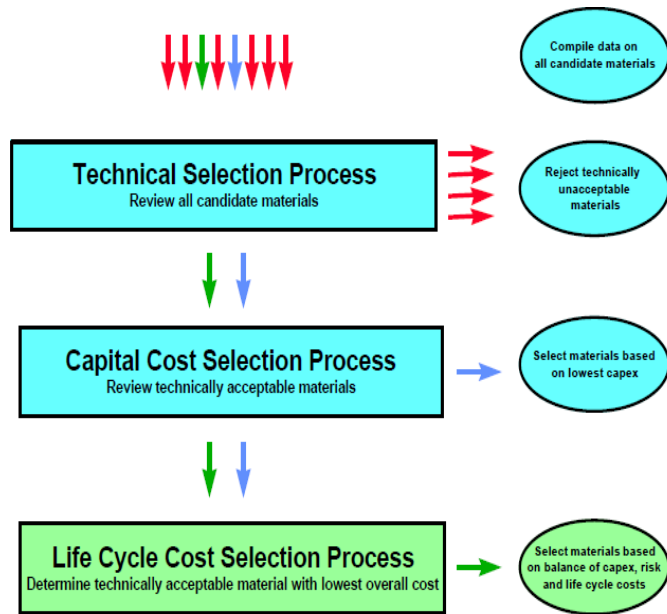 Compile data on
all candidate materials
Technical Selection Process
Review all candidate materials
Reject technically
unacceptable
materials
Capital Cost Selection Process
Review technically acceptable materials
Select materials based
on lowest capex
Life Cycle Cost Selection Process
Determine technically acceptable material with lowest overall cost
Select materials based
on balance of capex, risk
and life cycle costs